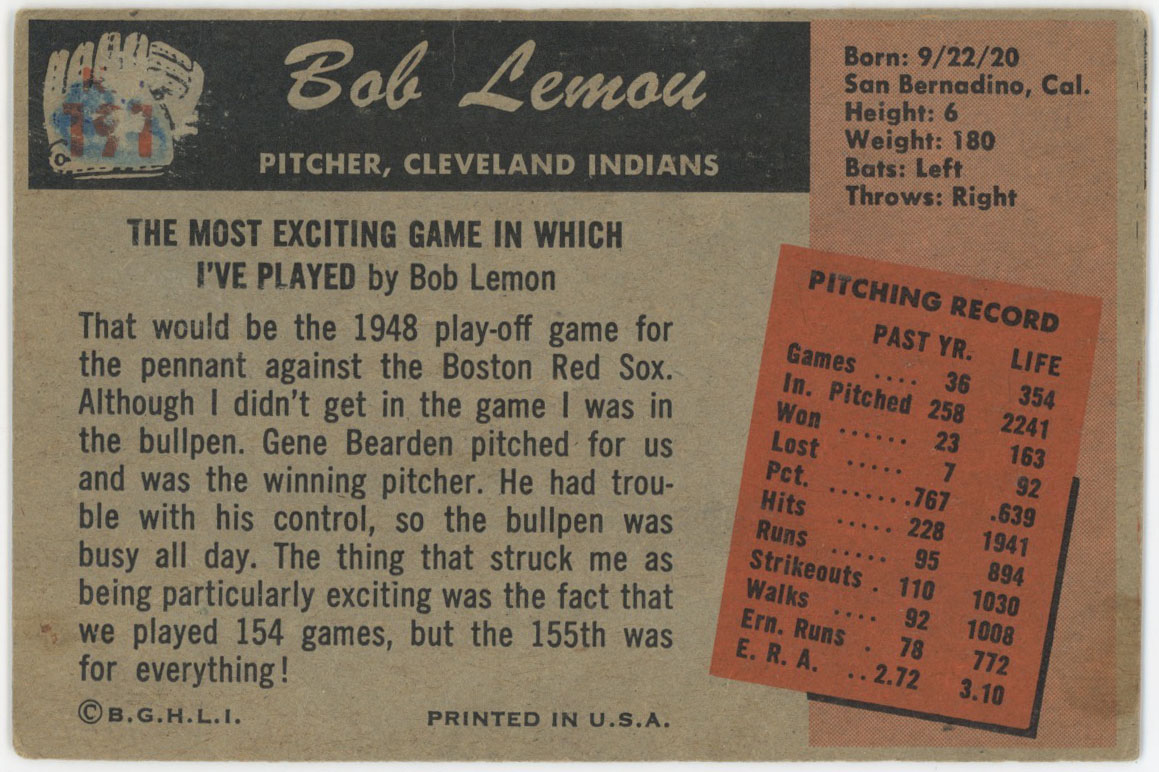 191
Bob Lemon
PITCHER, CLEVELAND INDIANS
Born: 9/22/20
San Bernadino, Cal.
Height: 6
Weight: 180
Bats: Left
Throws: Right
THE MOST EXCITING GAME IN WHICH
I'VE PLAYED by Bob Lemon
That would be the 1948 play-off game for
the pennant against the Boston Red Sox.
Although I didn't get in the game I was in
the bullpen. Gene Bearden pitched for us
and was the winning pitcher. He had trou-
ble with his control, so the bullpen was
busy all day. The thing that struck me as
being particularly exciting was the fact that
we played 154 games, but the 155th was
for everything!
©B.G.H.L.I. PRINTED IN U.S.A.
PITCHING RECORD
PAST YR. LIFE
Games .... 36 354
In. Pitched 258 2241
Won ...... 23 163
Lost ..... 7 92
Pct. .......767 .639
Hits ..... 228 1941
Runs ..... 95 894
Strikeouts . 110 1030
Walks .... 92 1008
Ern. Runs . 78 772
E. R. A. .. 2.72 3.10